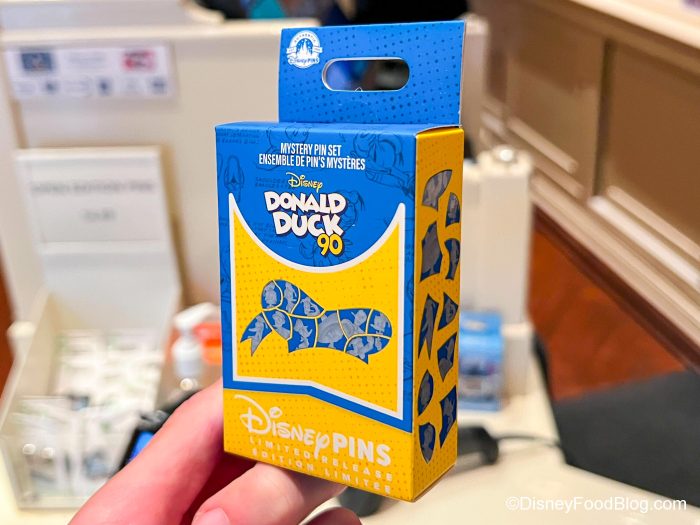 Disney PINS
MYSTERY PIN SET
ENSEMBLE DE PIN'S MYSTÈRES
Disney
DONALD
DUCK
90
Disney PINS
LIMITED RELEASE
ÉDITION LIMITÉE
©DisneyFoodBlog.com